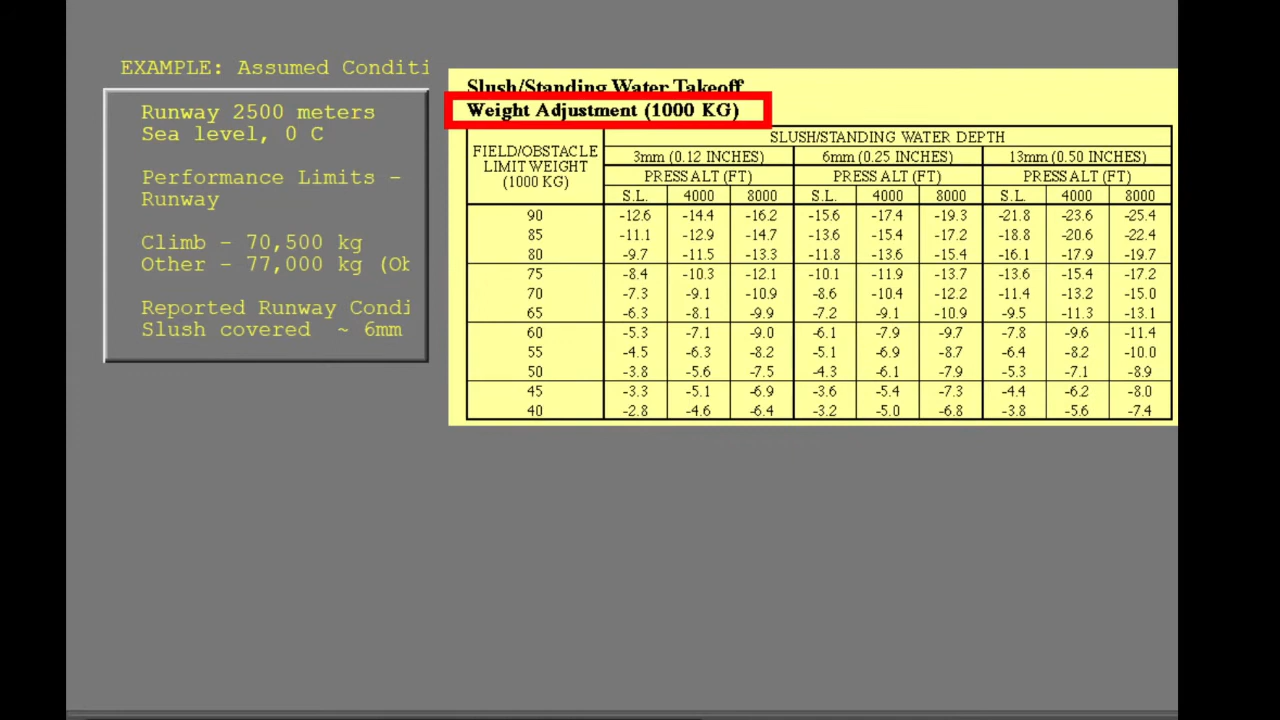 EXAMPLE: Assumed Conditi
Runway 2500 meters
Sea level, 0 C
Performance Limits -
Runway
Climb - 70,500 kg
Other - 77,000 kg (Ob
Reported Runway Condi
Slush covered ~ 6mm
Slush/Standing Water Takeoff
Weight Adjustment (1000 KG)
FIELD/OBSTACLE
LIMIT WEIGHT
(1000 KG)
SLUSH/STANDING WATER DEPTH
3mm (0.12 INCHES) 6mm (0.25 INCHES) 13mm (0.50 INCHES)
PRESS ALT (FT) PRESS ALT (FT) PRESS ALT (FT)
S.L. 4000 8000 S.L. 4000 8000 S.L. 4000 8000
90 -12.6 -14.4 -16.2 -15.6 -17.4 -19.3 -21.8 -23.6 -25.4
85 -11.1 -12.9 -14.7 -13.6 -15.4 -17.2 -18.8 -20.6 -22.4
80 -9.7 -11.5 -13.3 -11.8 -13.6 -15.4 -16.1 -17.9 -19.7
75 -8.4 -10.3 -12.1 -10.1 -11.9 -13.7 -13.6 -15.4 -17.2
70 -7.3 -9.1 -10.9 -8.6 -10.4 -12.2 -11.4 -13.2 -15.0
65 -6.3 -8.1 -9.9 -7.2 -9.1 -10.9 -9.5 -11.3 -13.1
60 -5.3 -7.1 -9.0 -6.1 -7.9 -9.7 -7.8 -9.6 -11.4
55 -4.5 -6.3 -8.2 -5.1 -6.9 -8.7 -6.4 -8.2 -10.0
50 -3.8 -5.6 -7.5 -4.3 -6.1 -7.9 -5.3 -7.1 -8.9
45 -3.3 -5.1 -6.9 -3.6 -5.4 -7.3 -4.4 -6.2 -8.0
40 -2.8 -4.6 -6.4 -3.2 -5.0 -6.8 -3.8 -5.6 -7.4